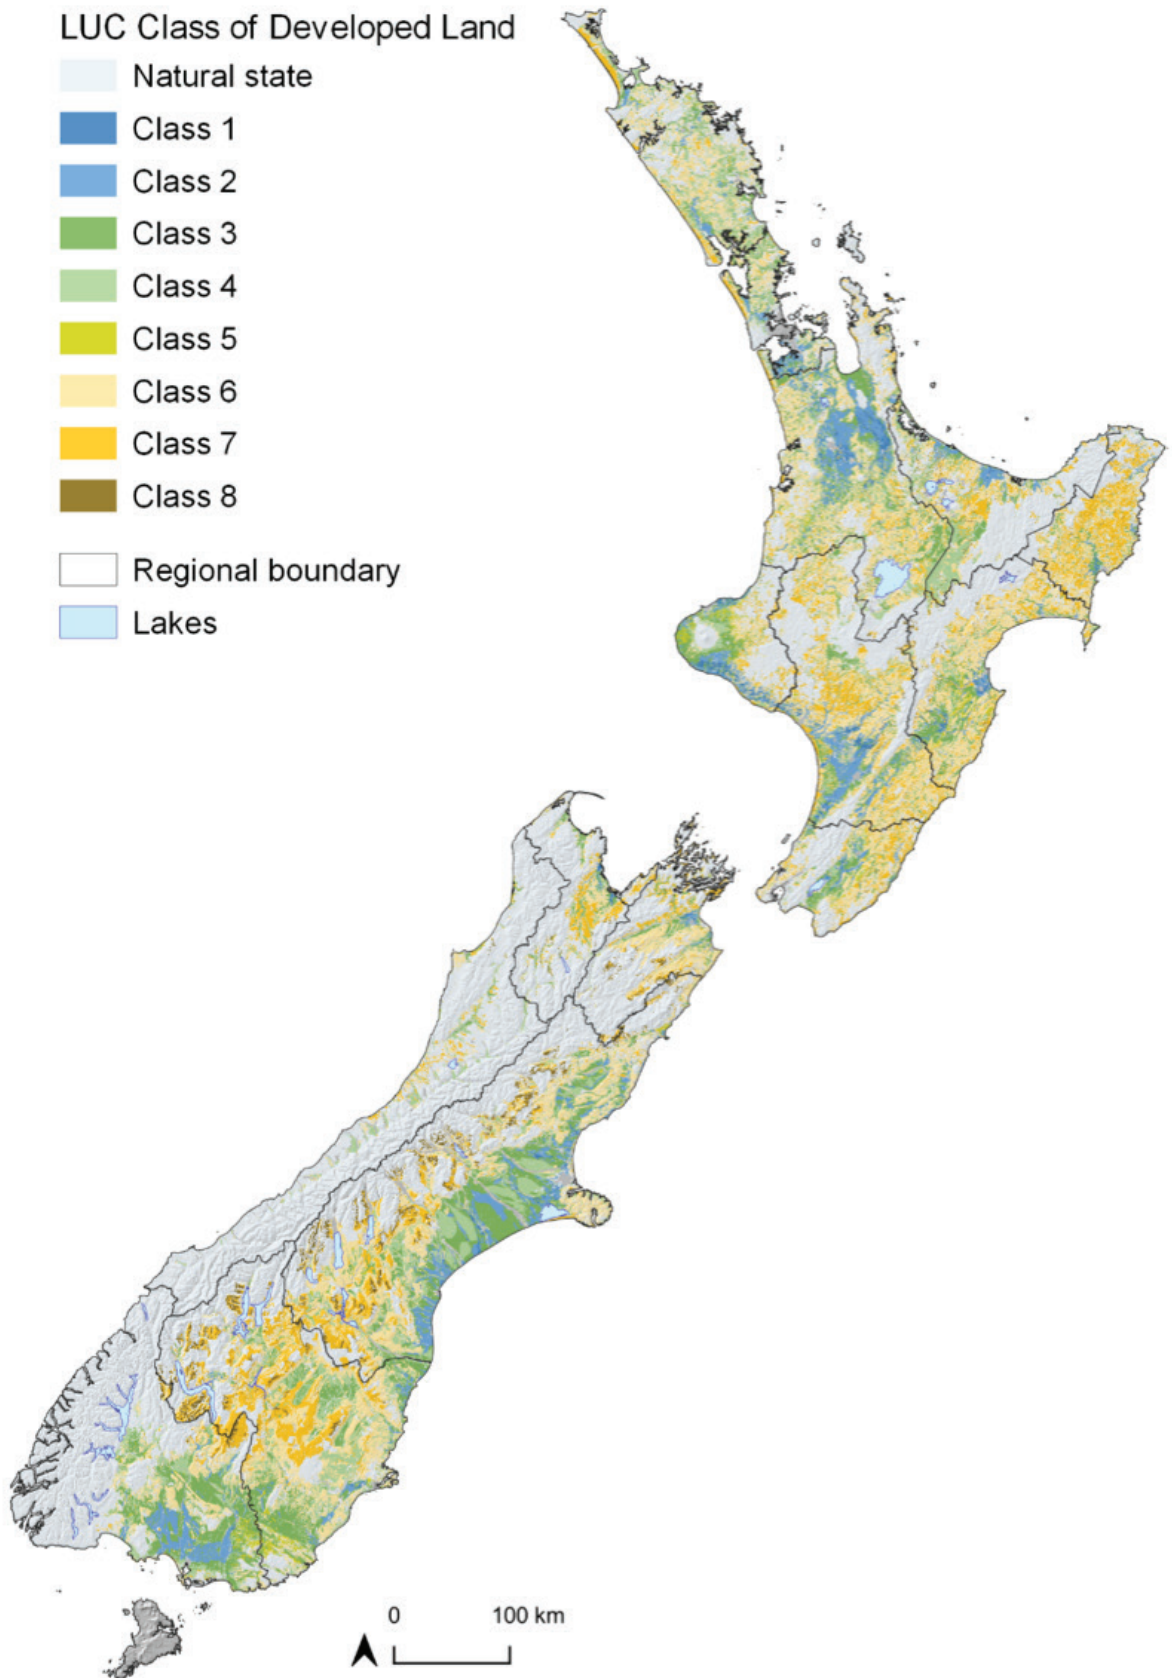 LUC Class of Developed Land
Natural state
Class 1
Class 2
Class 3
Class 4
Class 5
Class 6
Class 7
Class 8
Regional boundary
Lakes
0 100 km